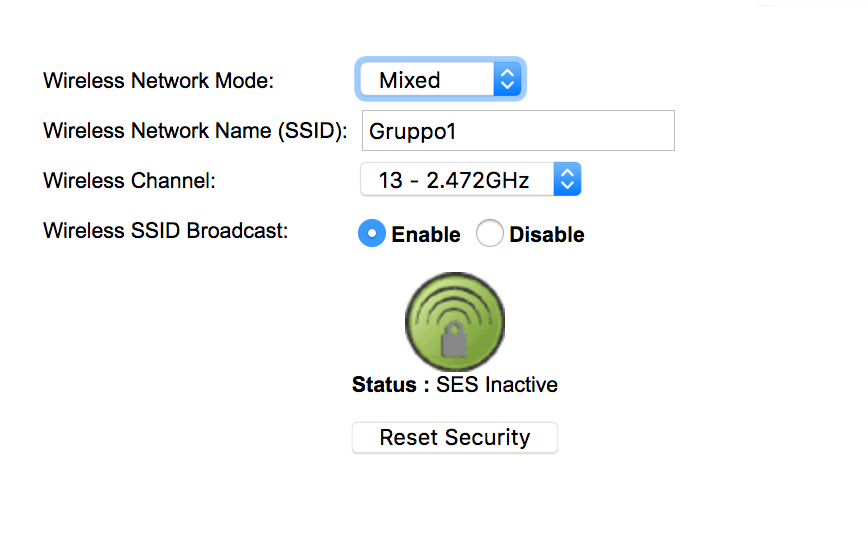 Wireless Network Mode: Mixed
Wireless Network Name (SSID): Gruppo1
Wireless Channel: 13 - 2.472GHz
Wireless SSID Broadcast: Enable Disable
Status : SES Inactive
Reset Security